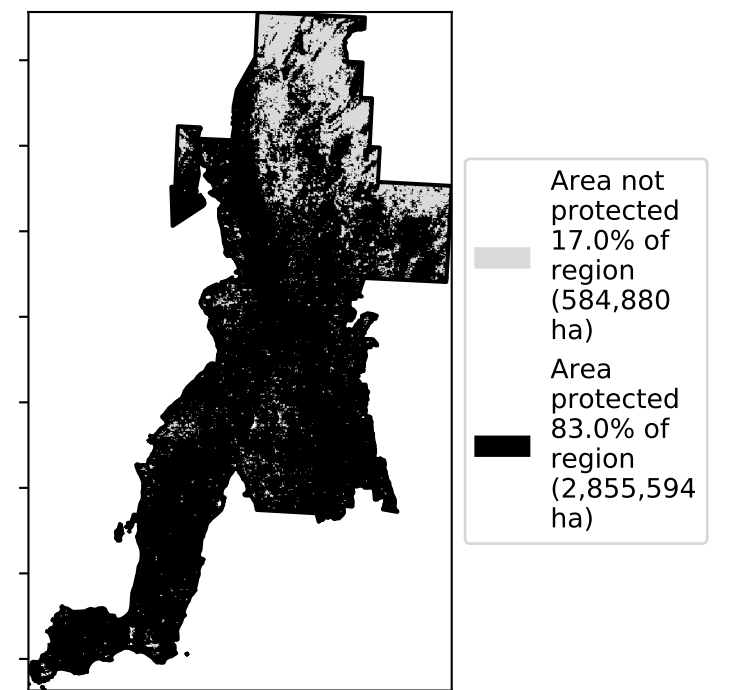 Area not
protected
17.0% of
region
(584,880
ha)
Area
protected
83.0% of
region
(2,855,594
ha)